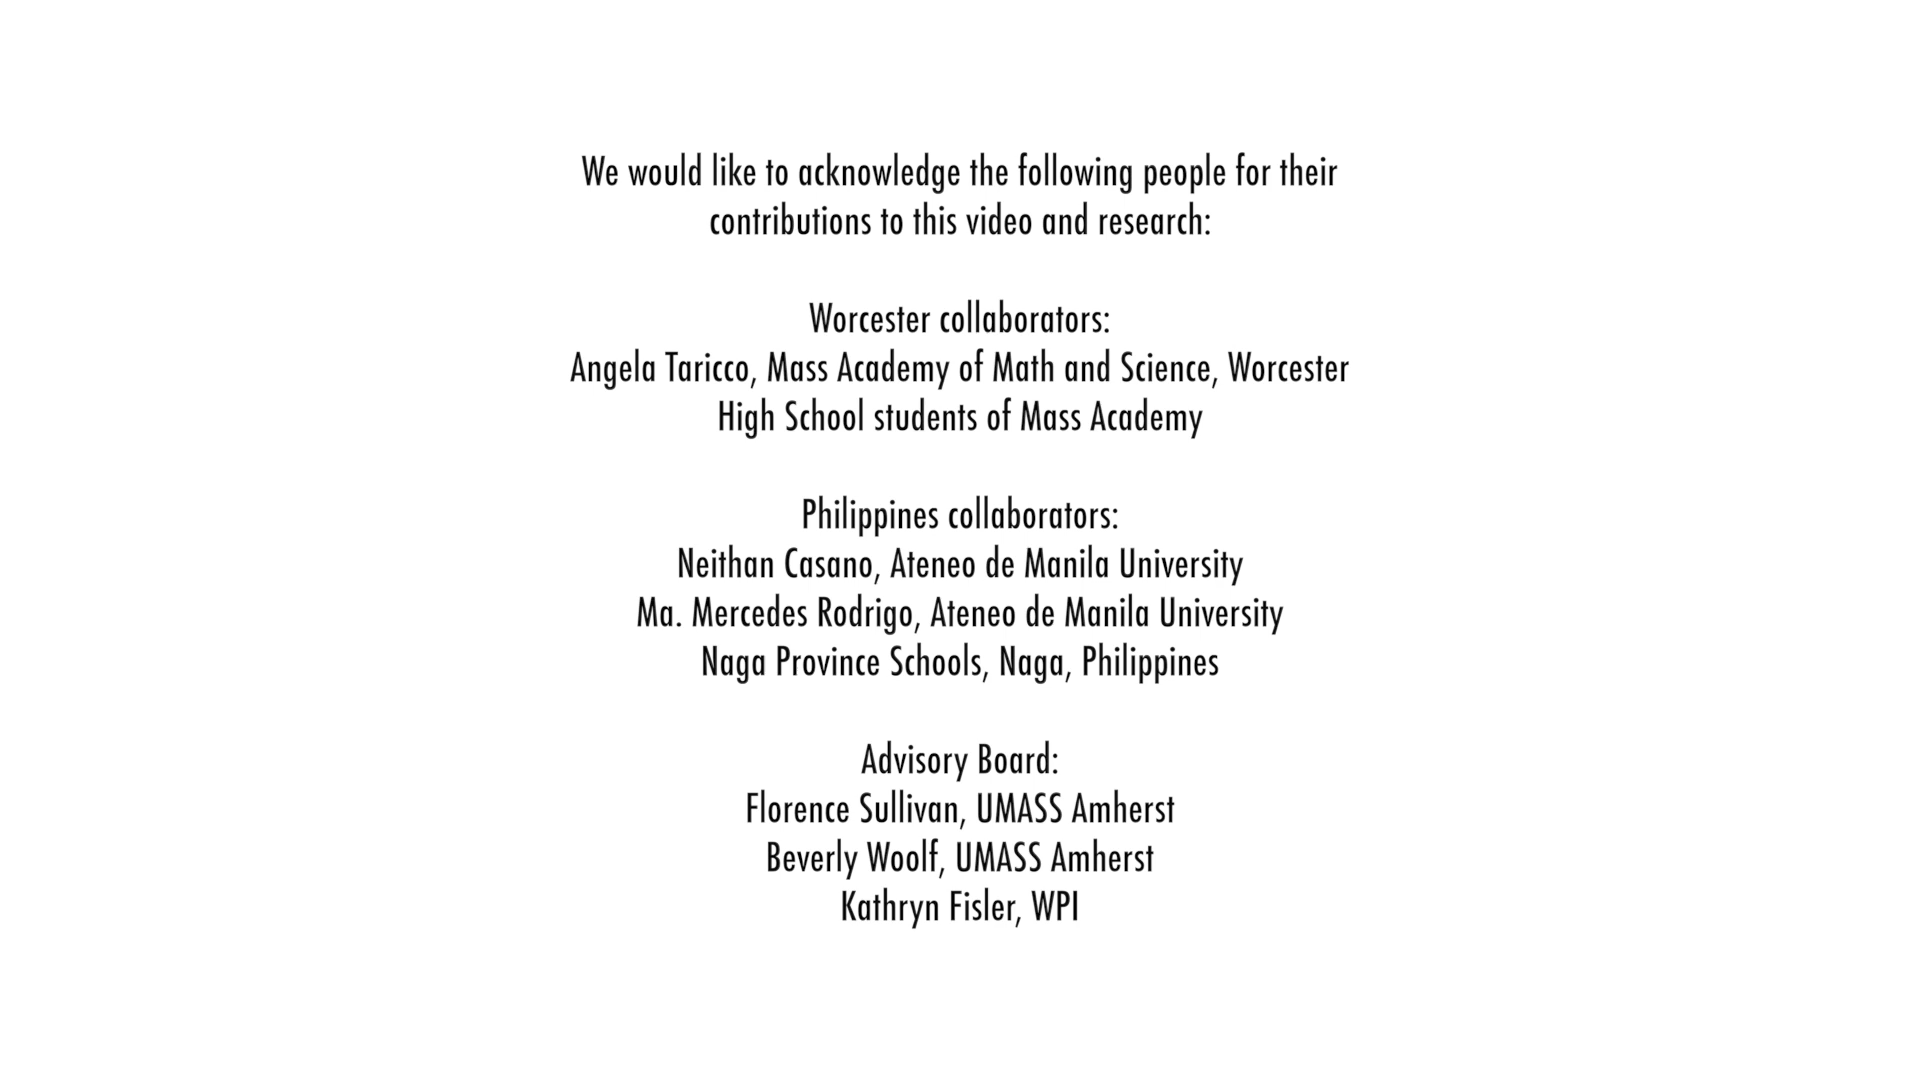 We would like to acknowledge the following people for their
contributions to this video and research:
Worcester collaborators:
Angela Taricco, Mass Academy of Math and Science, Worcester
High School students of Mass Academy
Philippines collaborators:
Neithan Casano, Ateneo de Manila University
Ma. Mercedes Rodrigo, Ateneo de Manila University
Naga Province Schools, Naga, Philippines
Advisory Board:
Florence Sullivan, UMASS Amherst
Beverly Woolf, UMASS Amherst
Kathryn Fisler, WPI